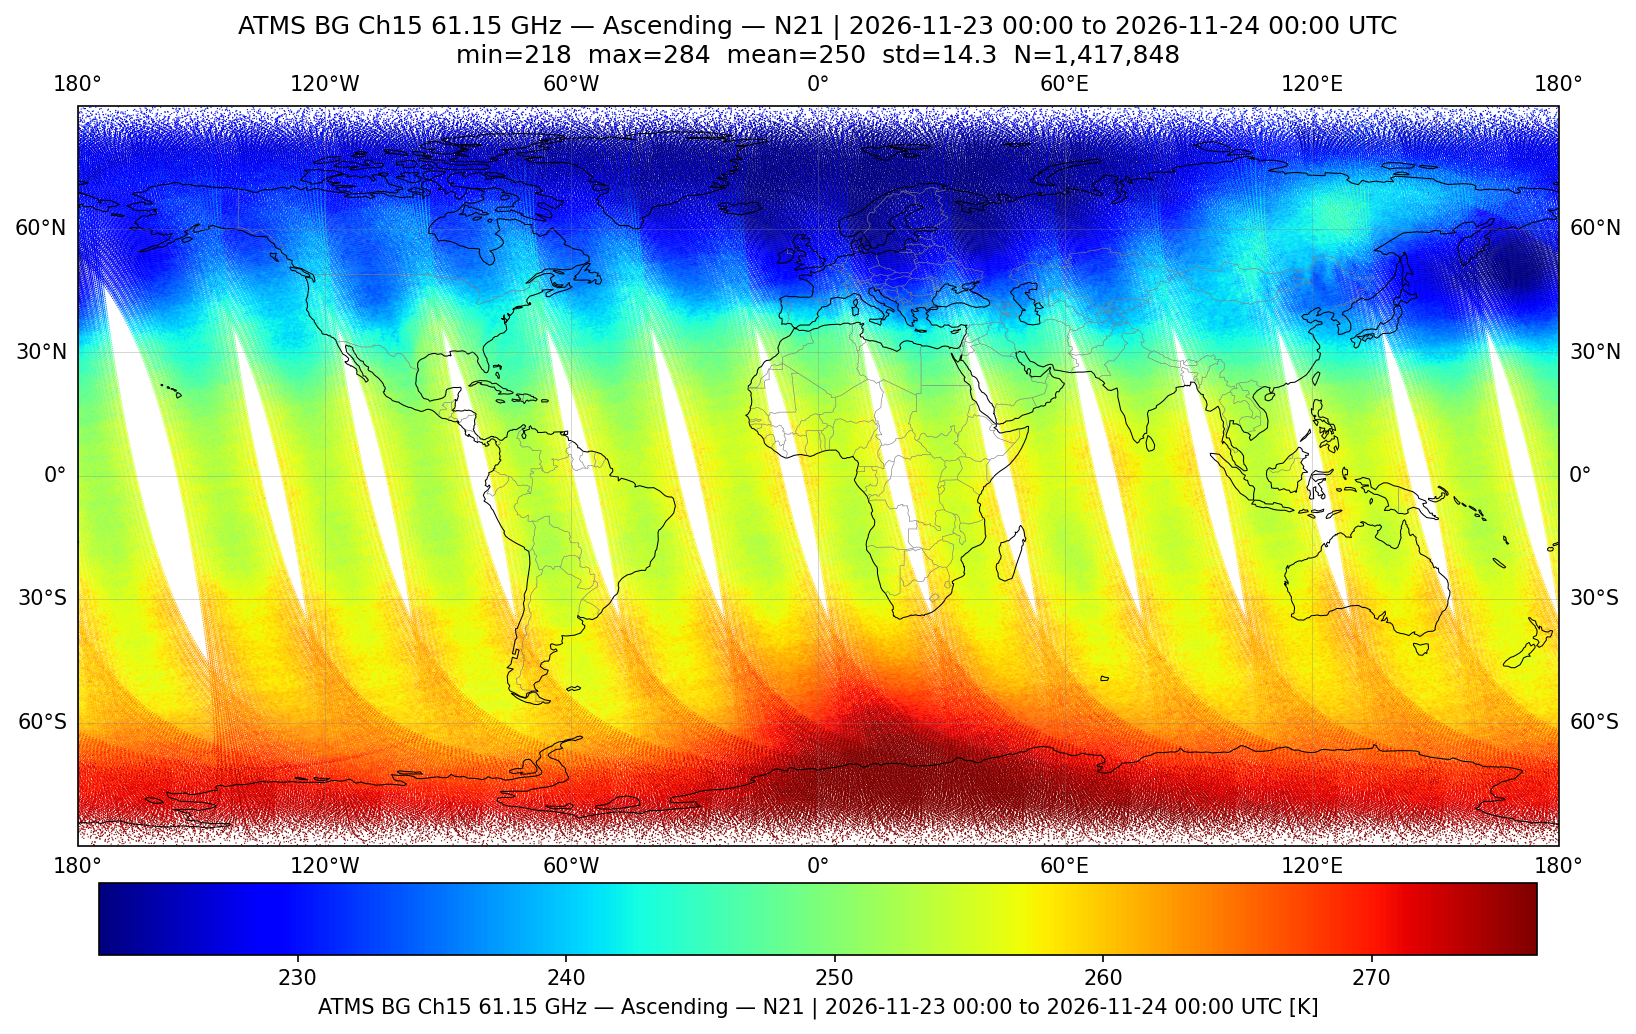 ATMS BG Ch15 61.15 GHz — Ascending — N21 | 2026-11-23 00:00 to 2026-11-24 00:00 UTC
min=218 max=284 mean=250 std=14.3 N=1,417,848
180° 120°W 60°W 0° 60°E 120°E 180°
60°N 60°N
30°N 30°N
0° 0°
30°S 30°S
60°S 60°S
180° 120°W 60°W 0° 60°E 120°E 180°
230 240 250 260 270
ATMS BG Ch15 61.15 GHz — Ascending — N21 | 2026-11-23 00:00 to 2026-11-24 00:00 UTC [K]